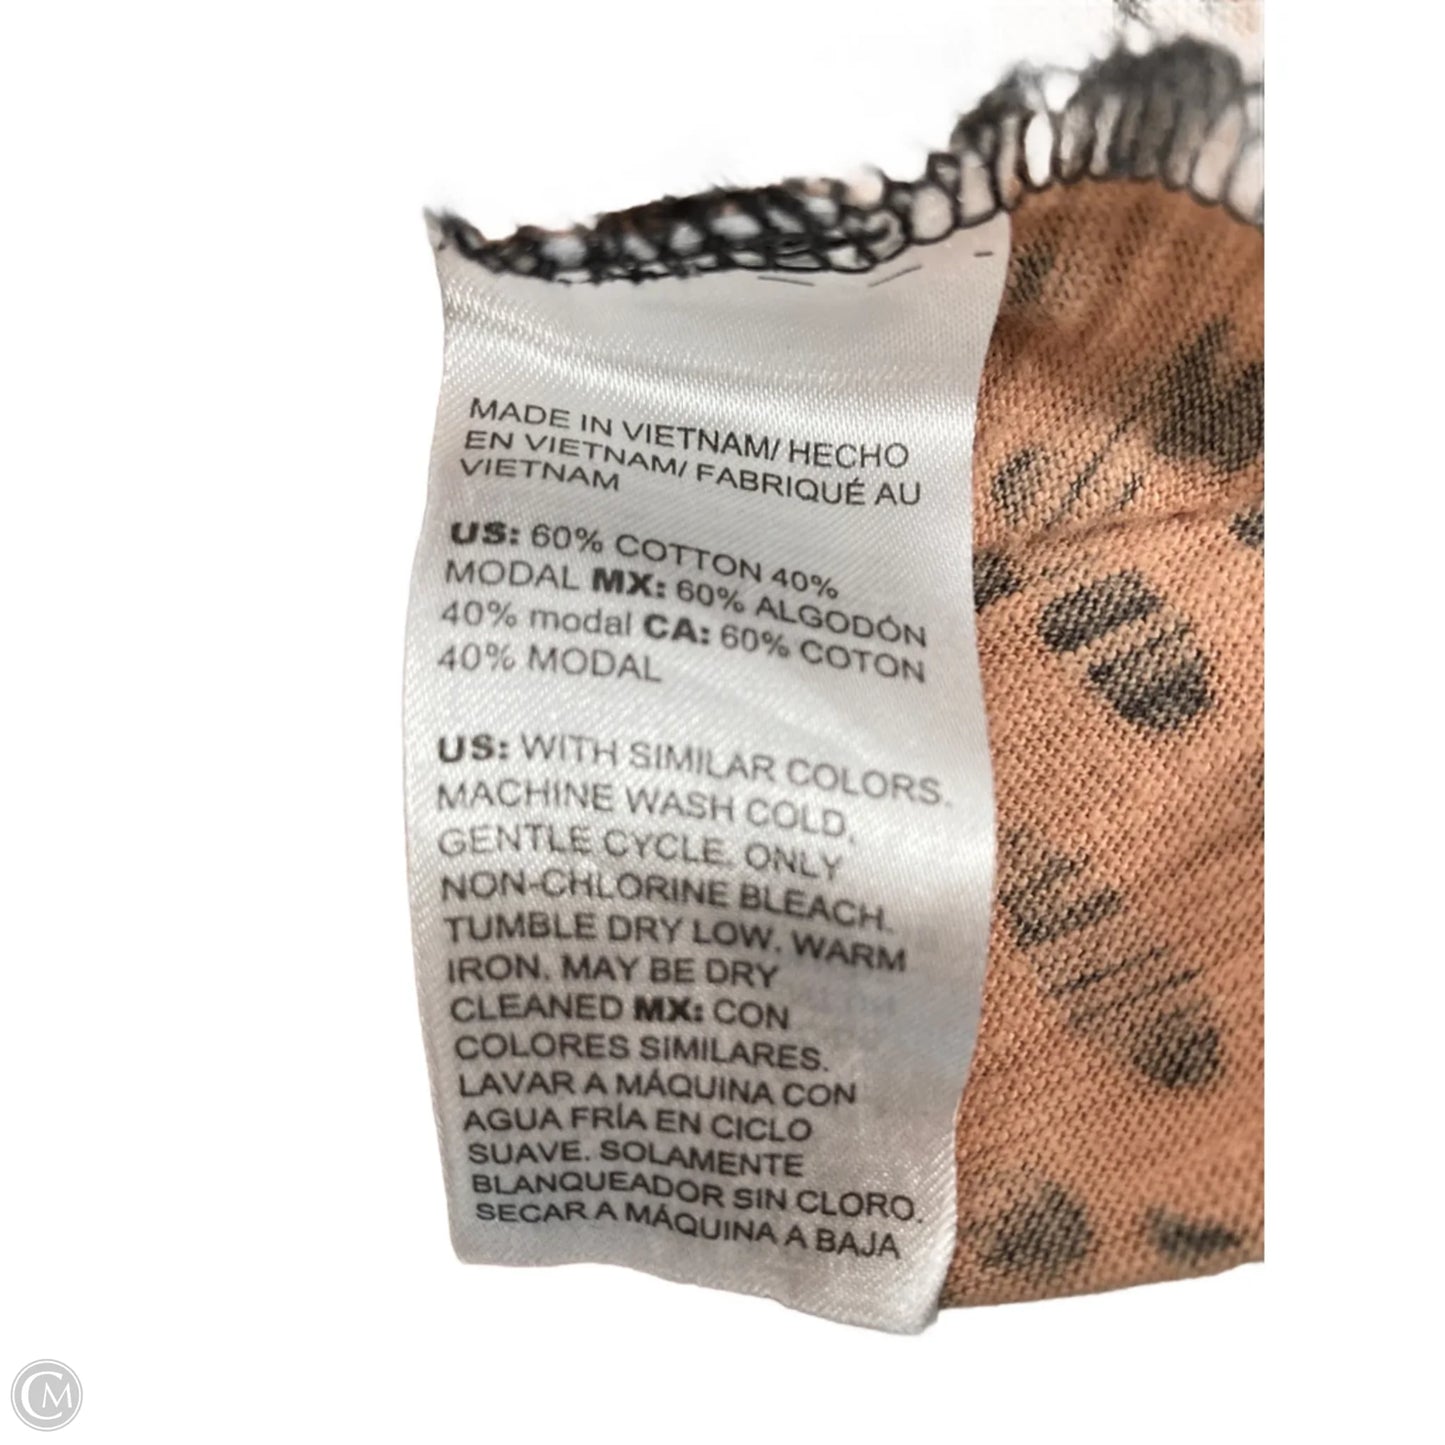 MADE IN VIETNAM/ HECHO
EN VIETNAM/ FABRIQUÉ AU
VIETNAM
US: 60% COTTON 40%
MODAL MX: 60% ALGODÓN
40% modal CA: 60% COTON
40% MODAL
US: WITH SIMILAR COLORS.
MACHINE WASH COLD,
GENTLE CYCLE. ONLY
NON-CHLORINE BLEACH.
TUMBLE DRY LOW. WARM
IRON. MAY BE DRY
CLEANED MX: CON
COLORES SIMILARES.
LAVAR A MÁQUINA CON
AGUA FRÍA EN CICLO
SUAVE. SOLAMENTE
BLANQUEADOR SIN CLORO.
SECAR A MÁQUINA A BAJA
CM